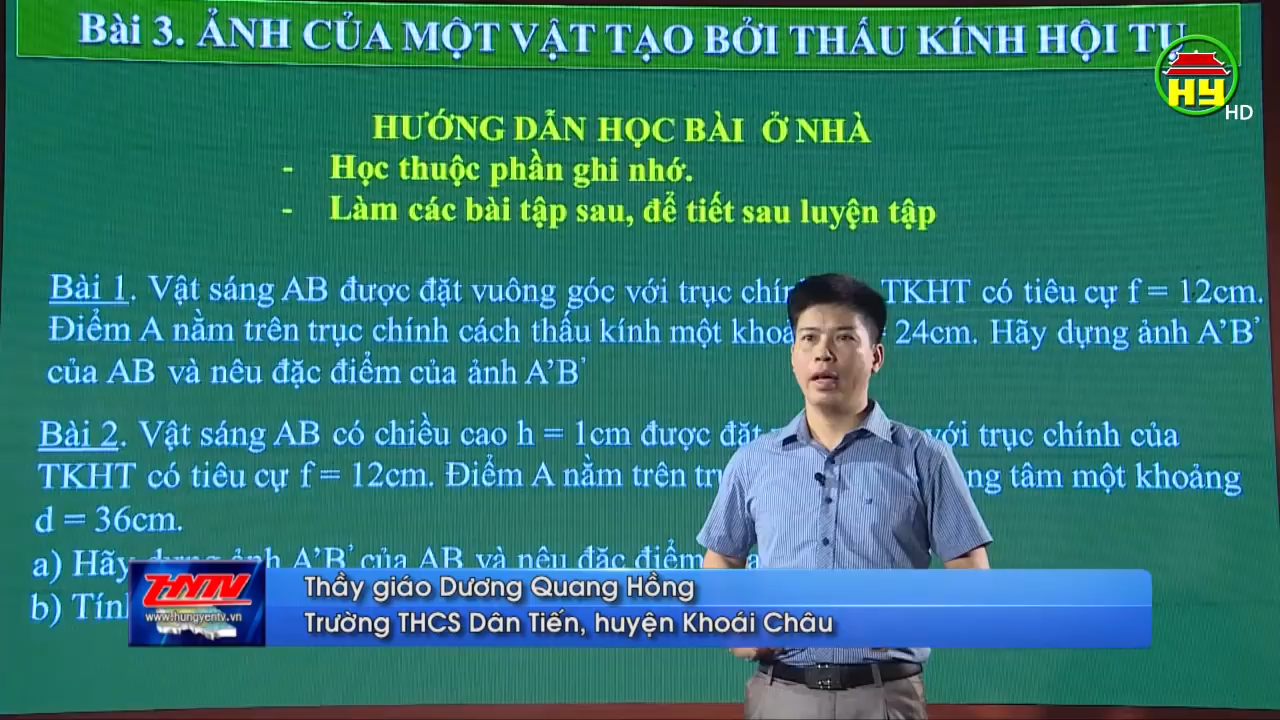 Bài 3. ẢNH CỦA MỘT VẬT TẠO BỞI THẤU KÍNH HỘI TỤ
HY
HD
HƯỚNG DẪN HỌC BÀI Ở NHÀ
- Học thuộc phần ghi nhớ.
- Làm các bài tập sau, để tiết sau luyện tập
Bài 1. Vật sáng AB được đặt vuông góc với trục TKHT có tiêu cự f = 12cm.
Điểm A nằm trên trục chính cách thấu kính một = 24cm. Hãy dựng ảnh A'B'
của AB và nêu đặc điểm của ảnh A'B'
Bài 2. Vật sáng AB có chiều cao h = 1cm được đặt với trục chính của
TKHT có tiêu cự f = 12cm. Điểm A nằm trên tâm một khoảng
d = 36cm.
a) Hãy dựng ảnh A'B' của AB và nêu đặc điểm
b) Tính
HYTV
www.hungyentv.vn
Thầy giáo Dương Quang Hồng
Trường THCS Dân Tiến, huyện Khoái Châu